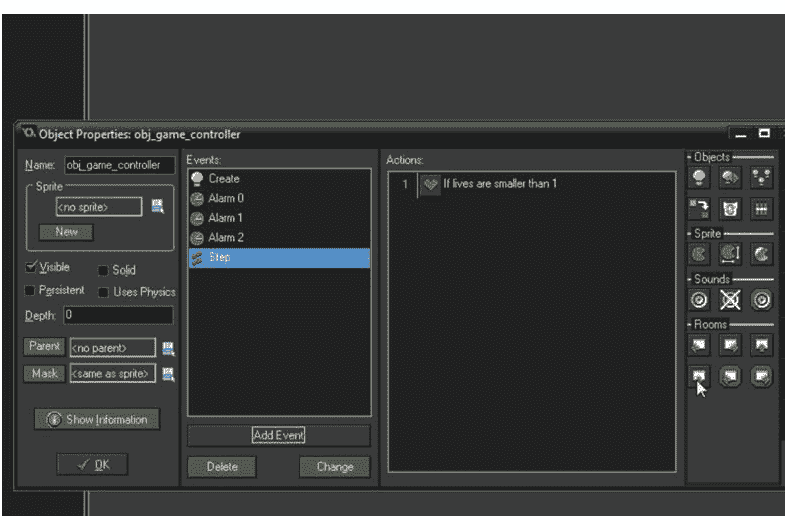 Object Properties: obj_game_controller
Name: obj_game_controller
Sprite
<no sprite>
New
Visible
Solid
Persistent
Uses Physics
Depth: 0
Parent <no parent>
Mask <same as sprite>
Show Information
OK
Events:
Create
Alarm 0
Alarm 1
Alarm 2
Step
Add Event
Delete
Change
Actions:
1 If lives are smaller than 1
Objects
Sprite
Sounds
Rooms